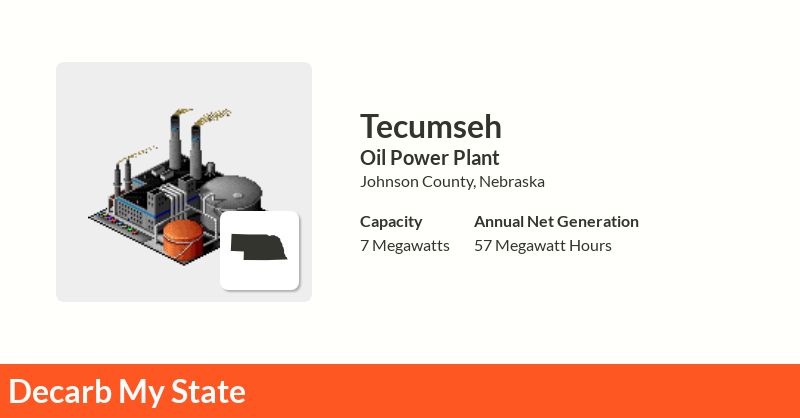 Tecumseh
Oil Power Plant
Johnson County, Nebraska
Capacity
Annual Net Generation
7 Megawatts
57 Megawatt Hours
Decarb My State